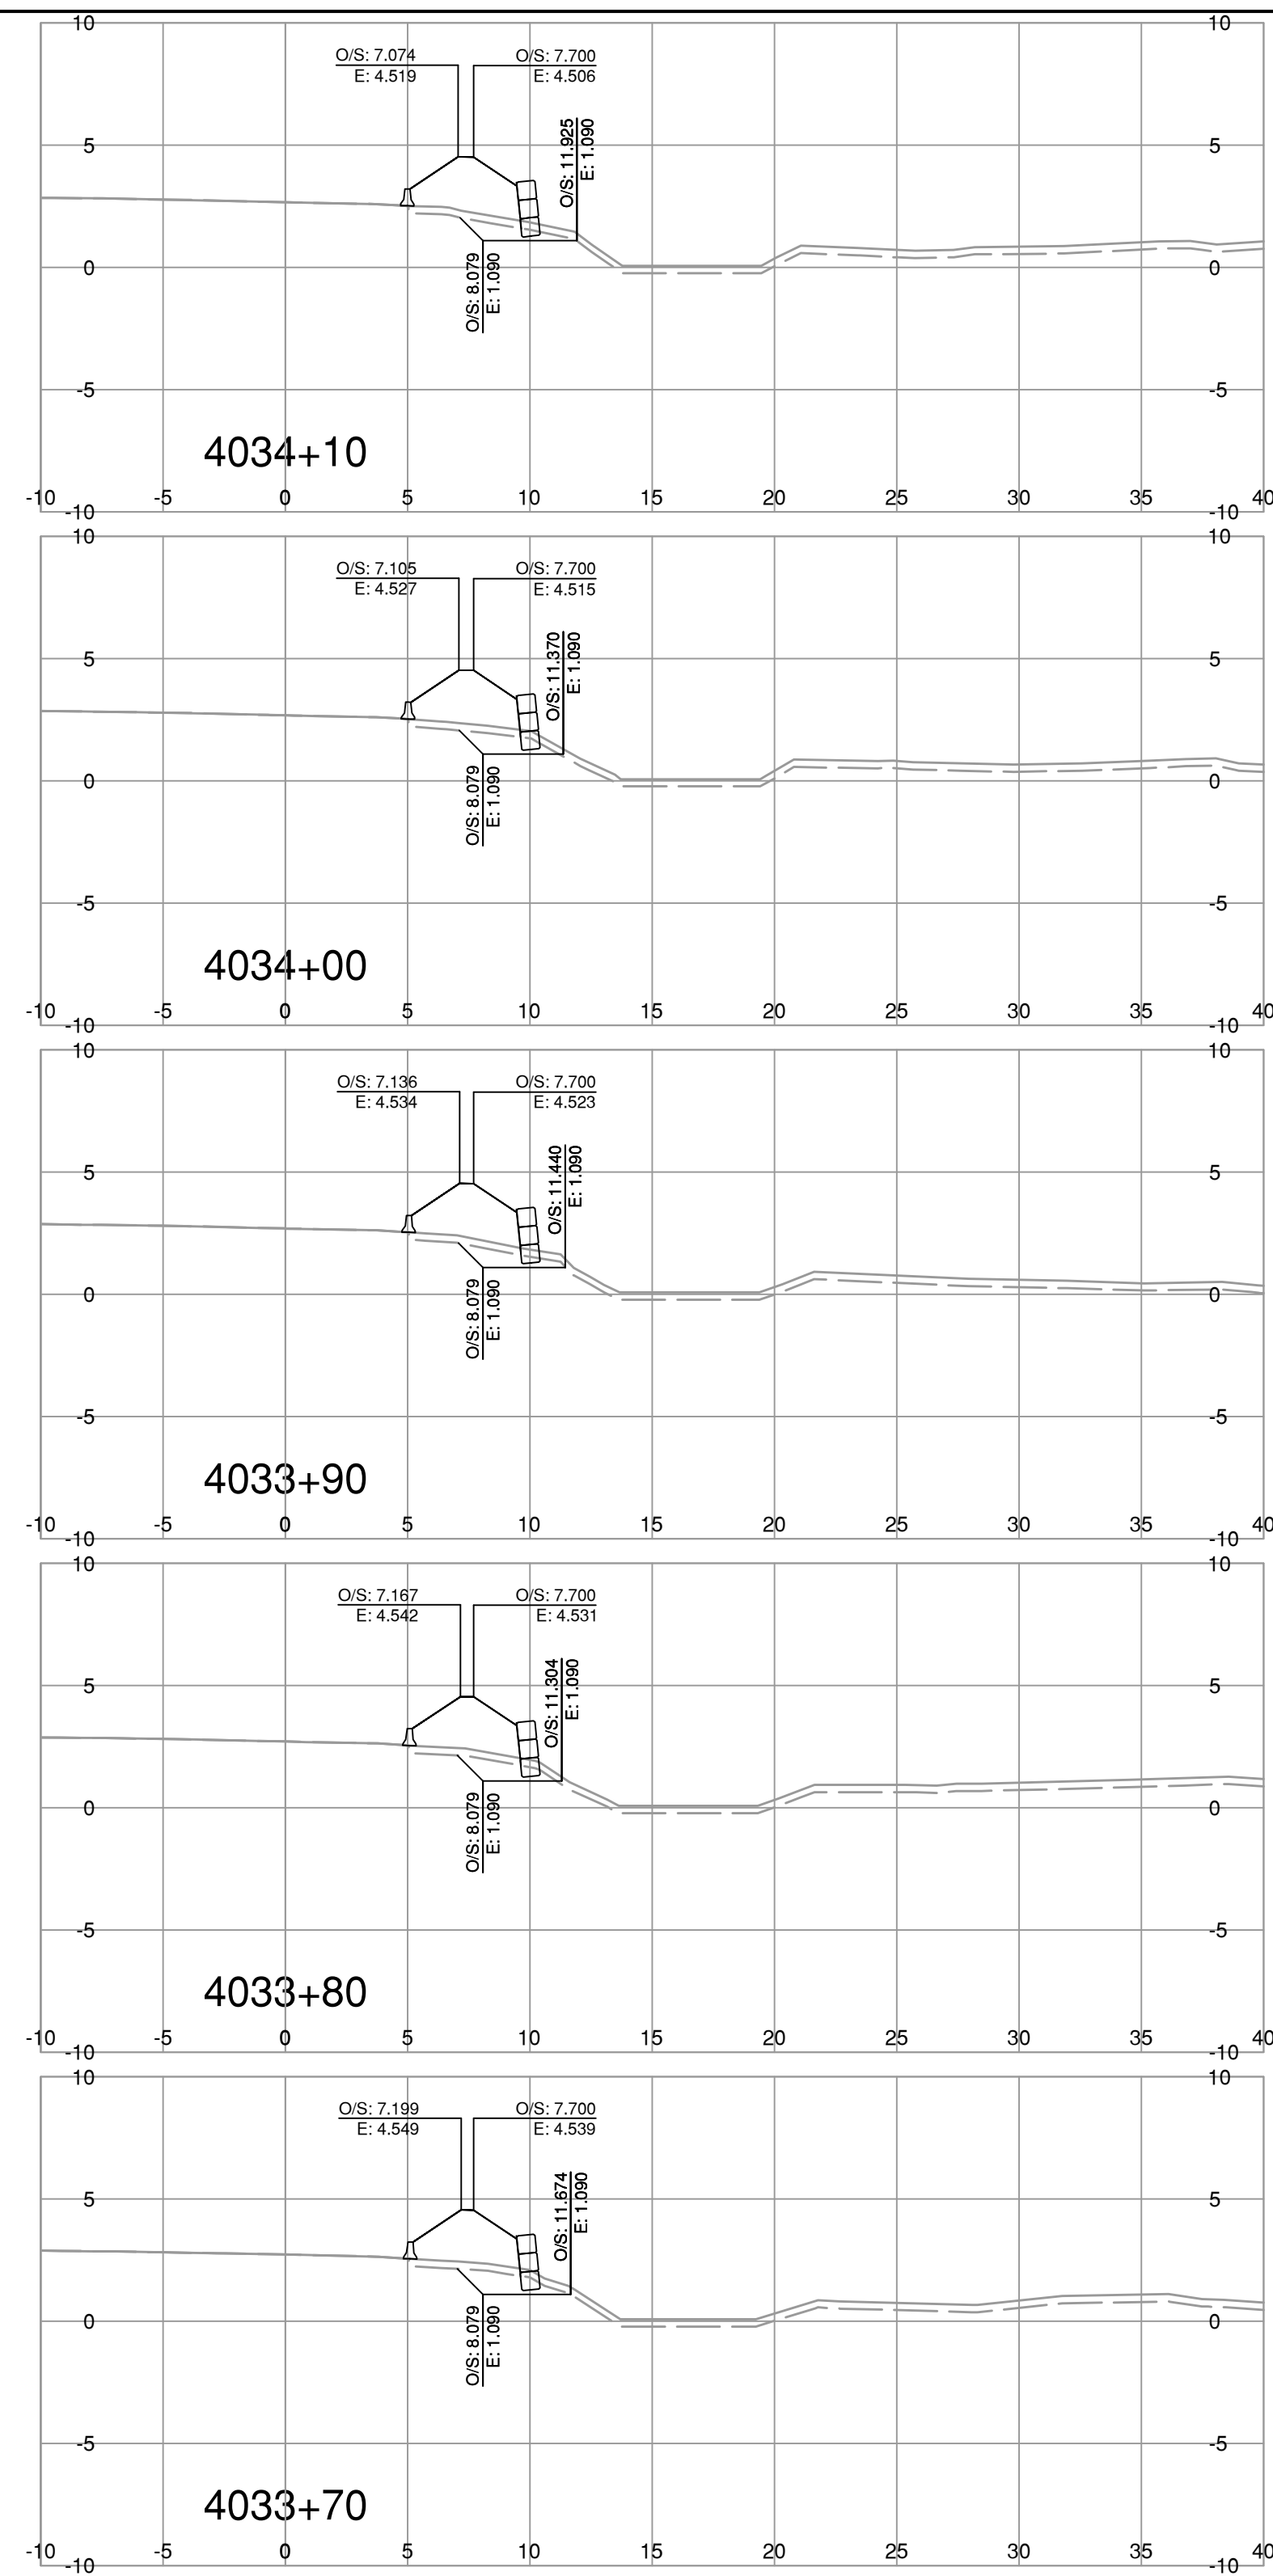 10 10
O/S: 7.074 O/S: 7.700
E: 4.519 E: 4.506
O/S: 11.925
E: 1.090
5 5
0 0
O/S: 8.079
E: 1.090
-5 -5
4034+10
-10 -5 0 5 10 15 20 25 30 35 40
-10 -10
10 10
O/S: 7.105 O/S: 7.700
E: 4.527 E: 4.515
O/S: 11.370
E: 1.090
5 5
0 0
O/S: 8.079
E: 1.090
-5 -5
4034+00
-10 -5 0 5 10 15 20 25 30 35 40
-10 -10
10 10
O/S: 7.136 O/S: 7.700
E: 4.534 E: 4.523
O/S: 11.440
E: 1.090
5 5
0 0
O/S: 8.079
E: 1.090
-5 -5
4033+90
-10 -5 0 5 10 15 20 25 30 35 40
-10 -10
10 10
O/S: 7.167 O/S: 7.700
E: 4.542 E: 4.531
O/S: 11.304
E: 1.090
5 5
0 0
O/S: 8.079
E: 1.090
-5 -5
4033+80
-10 -5 0 5 10 15 20 25 30 35 40
-10 -10
10 10
O/S: 7.199 O/S: 7.700
E: 4.549 E: 4.539
O/S: 11.674
E: 1.090
5 5
0 0
O/S: 8.079
E: 1.090
-5 -5
4033+70
-10 -5 0 5 10 15 20 25 30 35 40
-10 -10